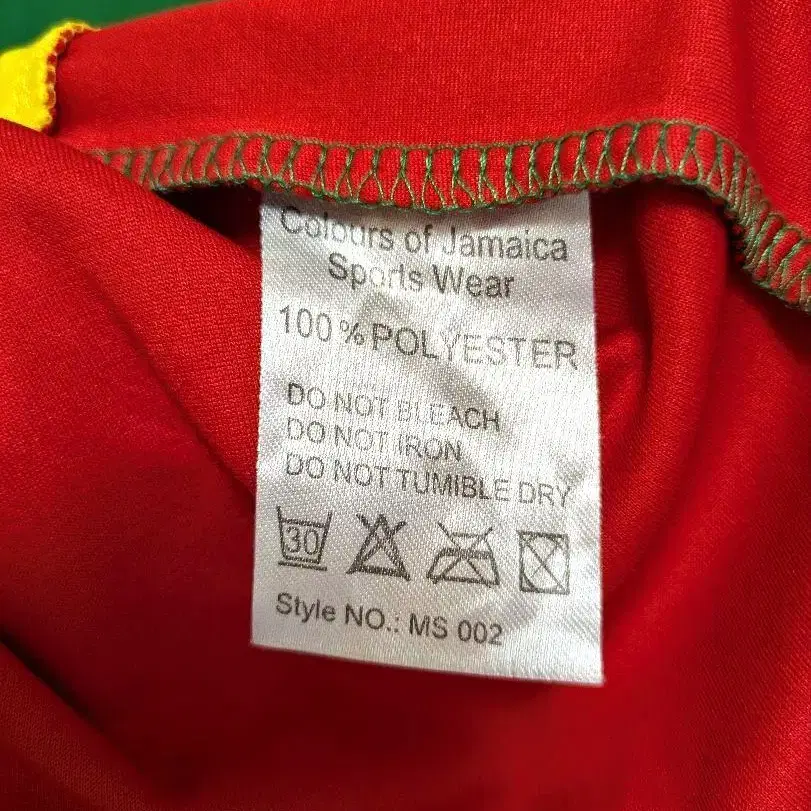 Colours of Jamaica
Sports Wear
100 % POLYESTER
DO NOT BLEACH
DO NOT IRON
DO NOT TUMIBLE DRY
30
Style NO.: MS 002